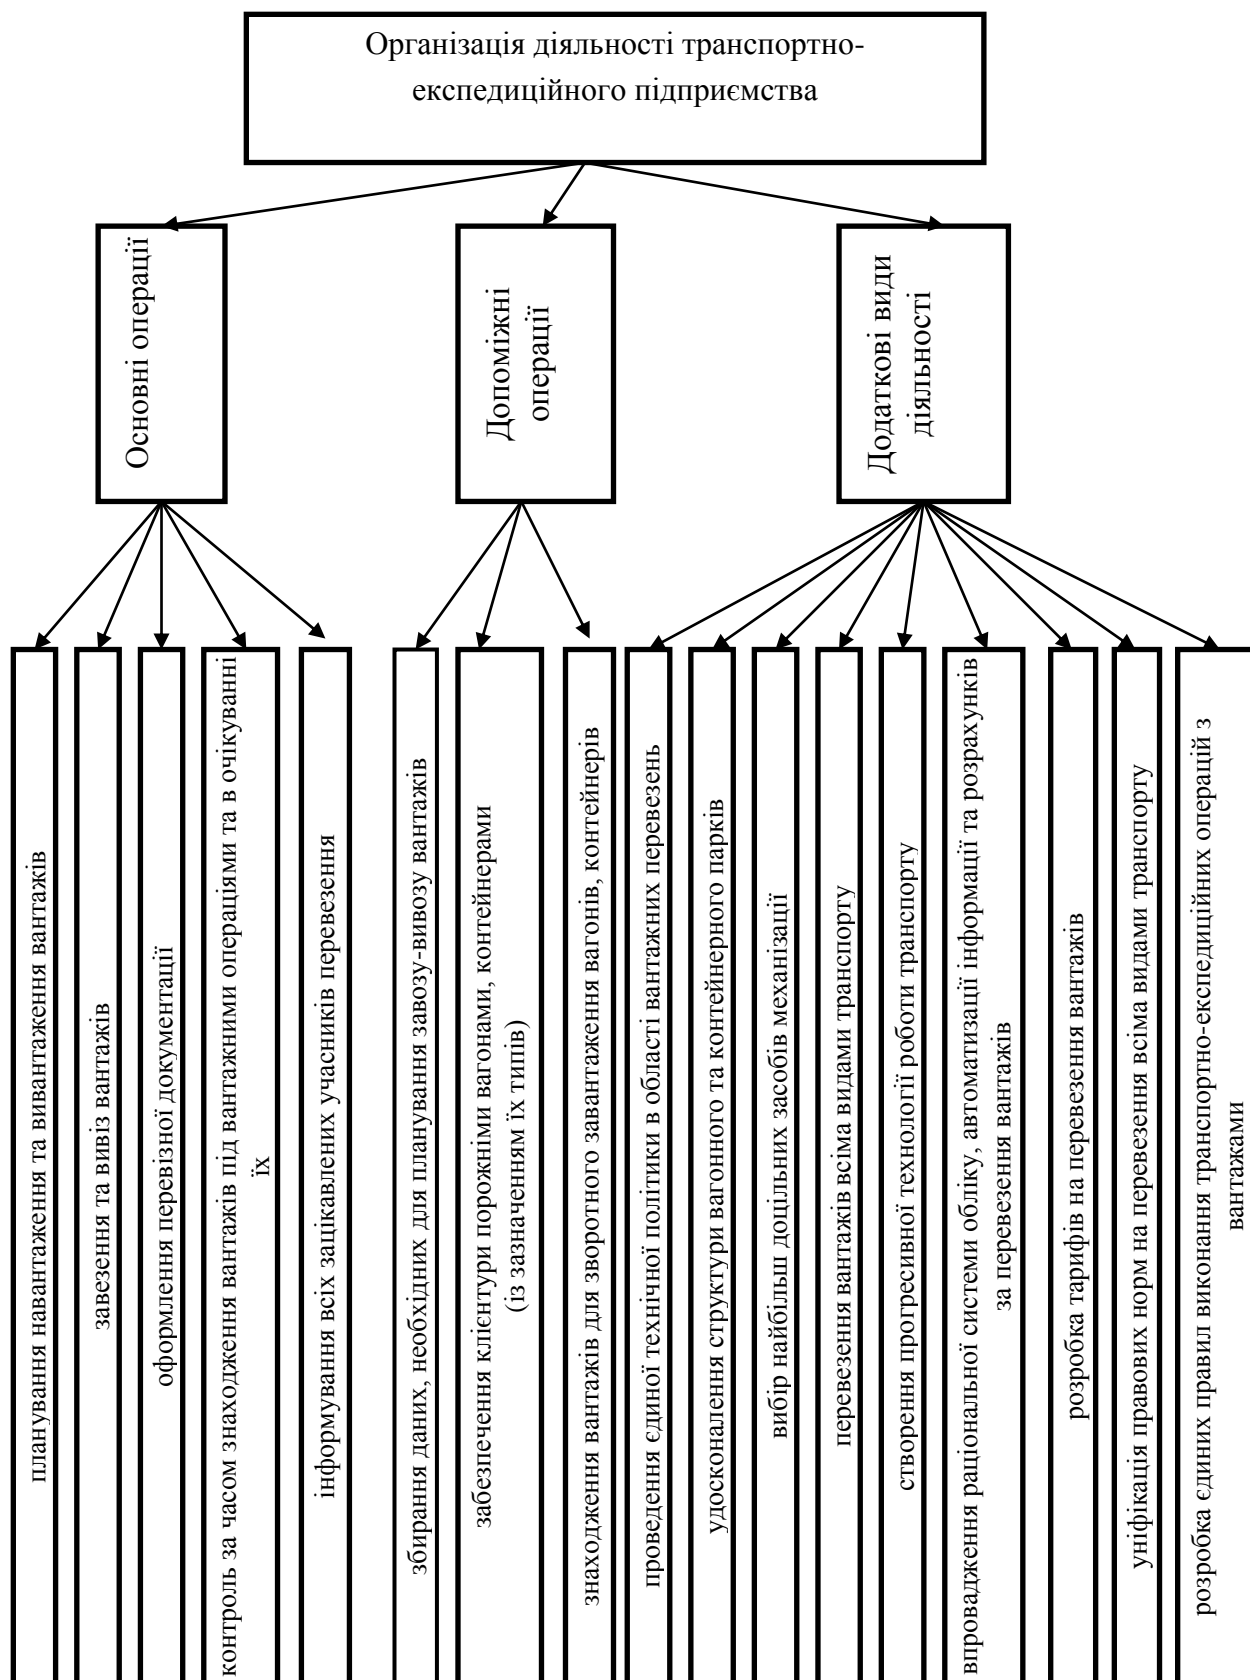 Організація діяльності транспортно-
експедиційного підприємства
Основні операції
Допоміжні
операції
Додаткові види
діяльності
планування навантаження та вивантаження вантажів
завезення та вивіз вантажів
оформлення перевізної документації
контроль за часом знаходження вантажів під вантажними операціями та в очікуванні
їх
інформування всіх зацікавлених учасників перевезення
збирання даних, необхідних для планування завозу-вивозу вантажів
забезпечення клієнтури порожніми вагонами, контейнерами
(із зазначенням їх типів)
знаходження вантажів для зворотного завантаження вагонів, контейнерів
проведення єдиної технічної політики в області вантажних перевезень
удосконалення структури вагонного та контейнерного парків
вибір найбільш доцільних засобів механізації
перевезення вантажів всіма видами транспорту
створення прогресивної технології роботи транспорту
впровадження раціональної системи обліку, автоматизації інформації та розрахунків
за перевезення вантажів
розробка тарифів на перевезення вантажів
уніфікація правових норм на перевезення всіма видами транспорту
розробка єдиних правил виконання транспортно-експедиційних операцій з
вантажами